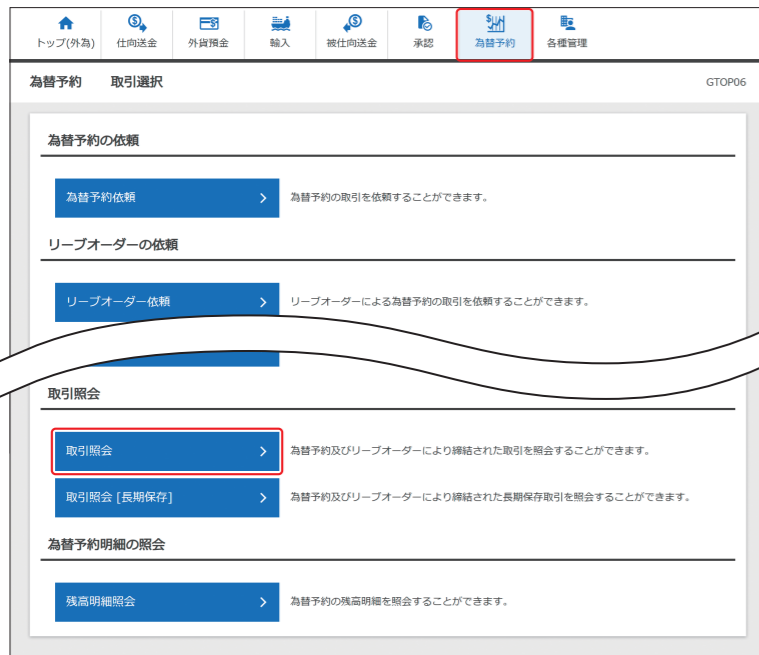 トップ(外為) 仕向送金 外貨預金 輸入 被仕向送金 承認 為替予約 各種管理
為替予約 取引選択 GTOP06
為替予約の依頼
為替予約依頼 為替予約の取引を依頼することができます。
リーブオーダーの依頼
リーブオーダー依頼 リーブオーダーによる為替予約の取引を依頼することができます。
取引照会
取引照会 為替予約及びリーブオーダーにより締結された取引を照会することができます。
取引照会 [長期保存] 為替予約及びリーブオーダーにより締結された長期保存取引を照会することができます。
為替予約明細の照会
残高明細照会 為替予約の残高明細を照会することができます。